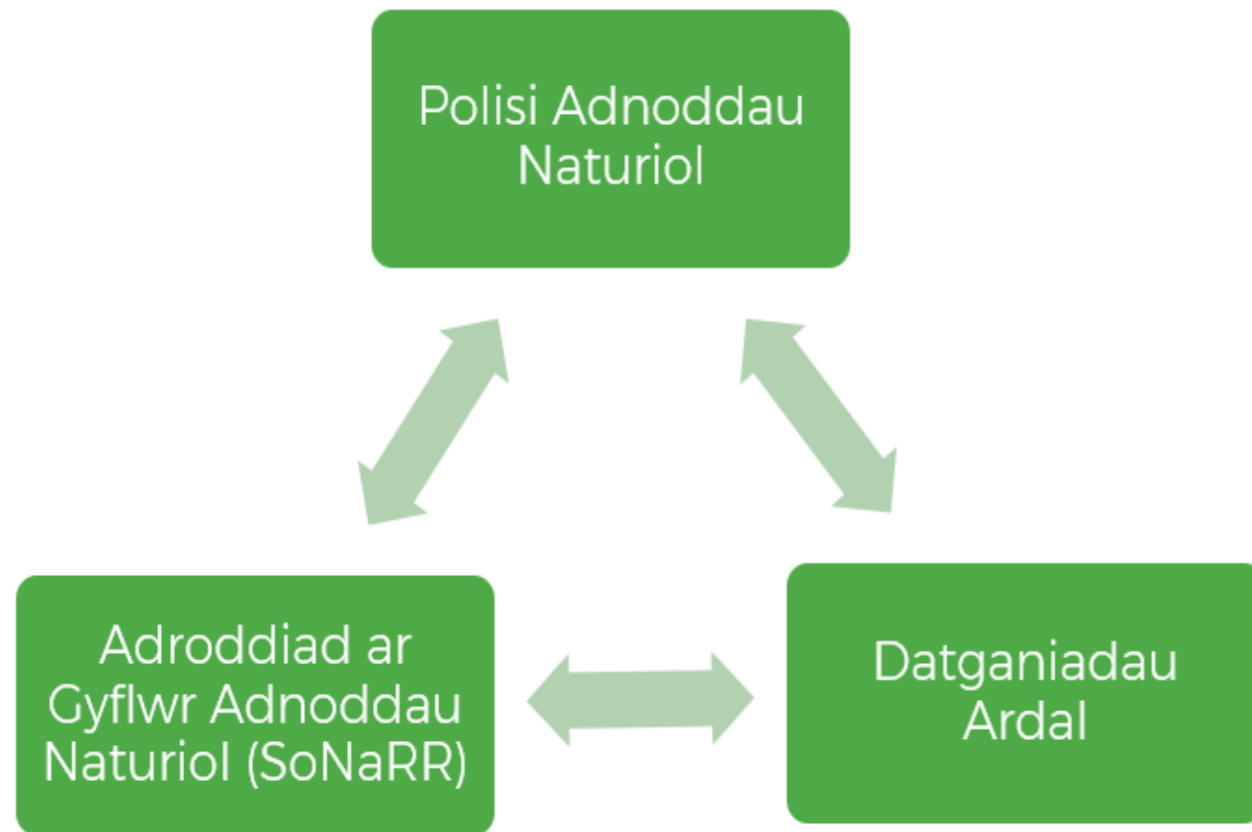 Polisi Adnoddau
Naturiol
Adroddiad ar
Gyflwr Adnoddau
Naturiol (SoNaRR)
Datganiadau
Ardal